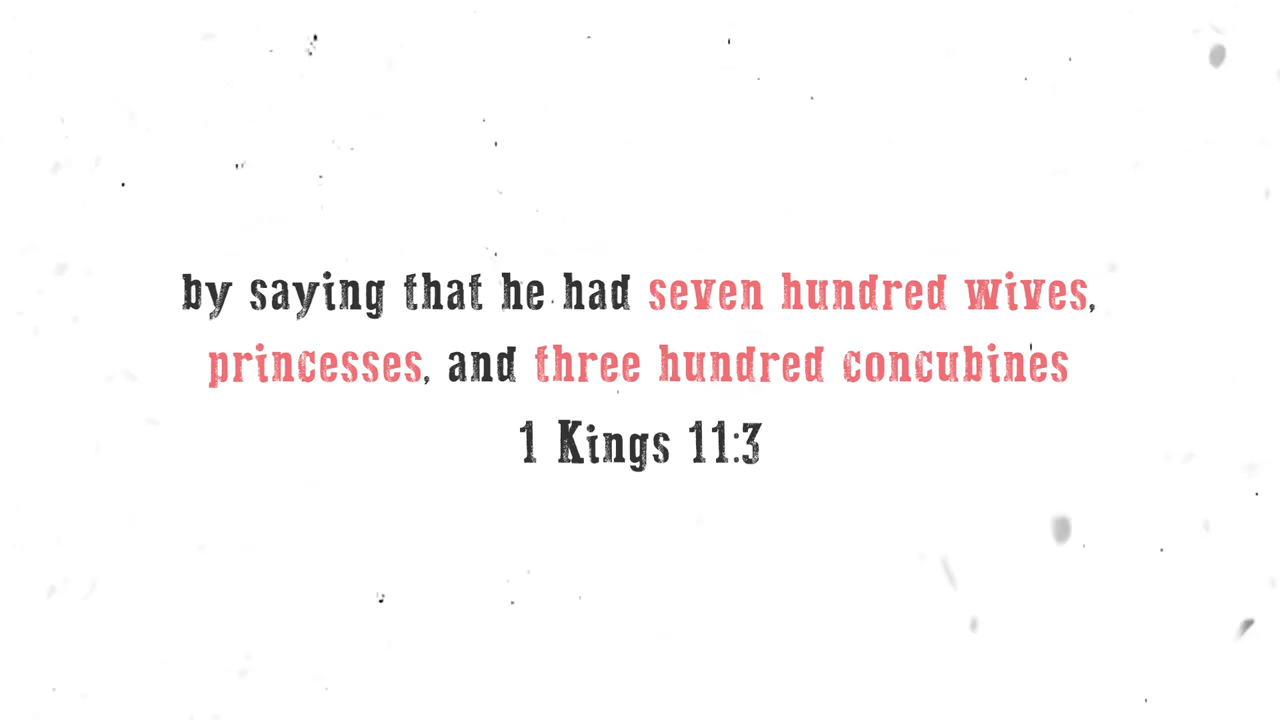 by saying that he had seven hundred wives,
princesses, and three hundred concubines
1 Kings 11:3